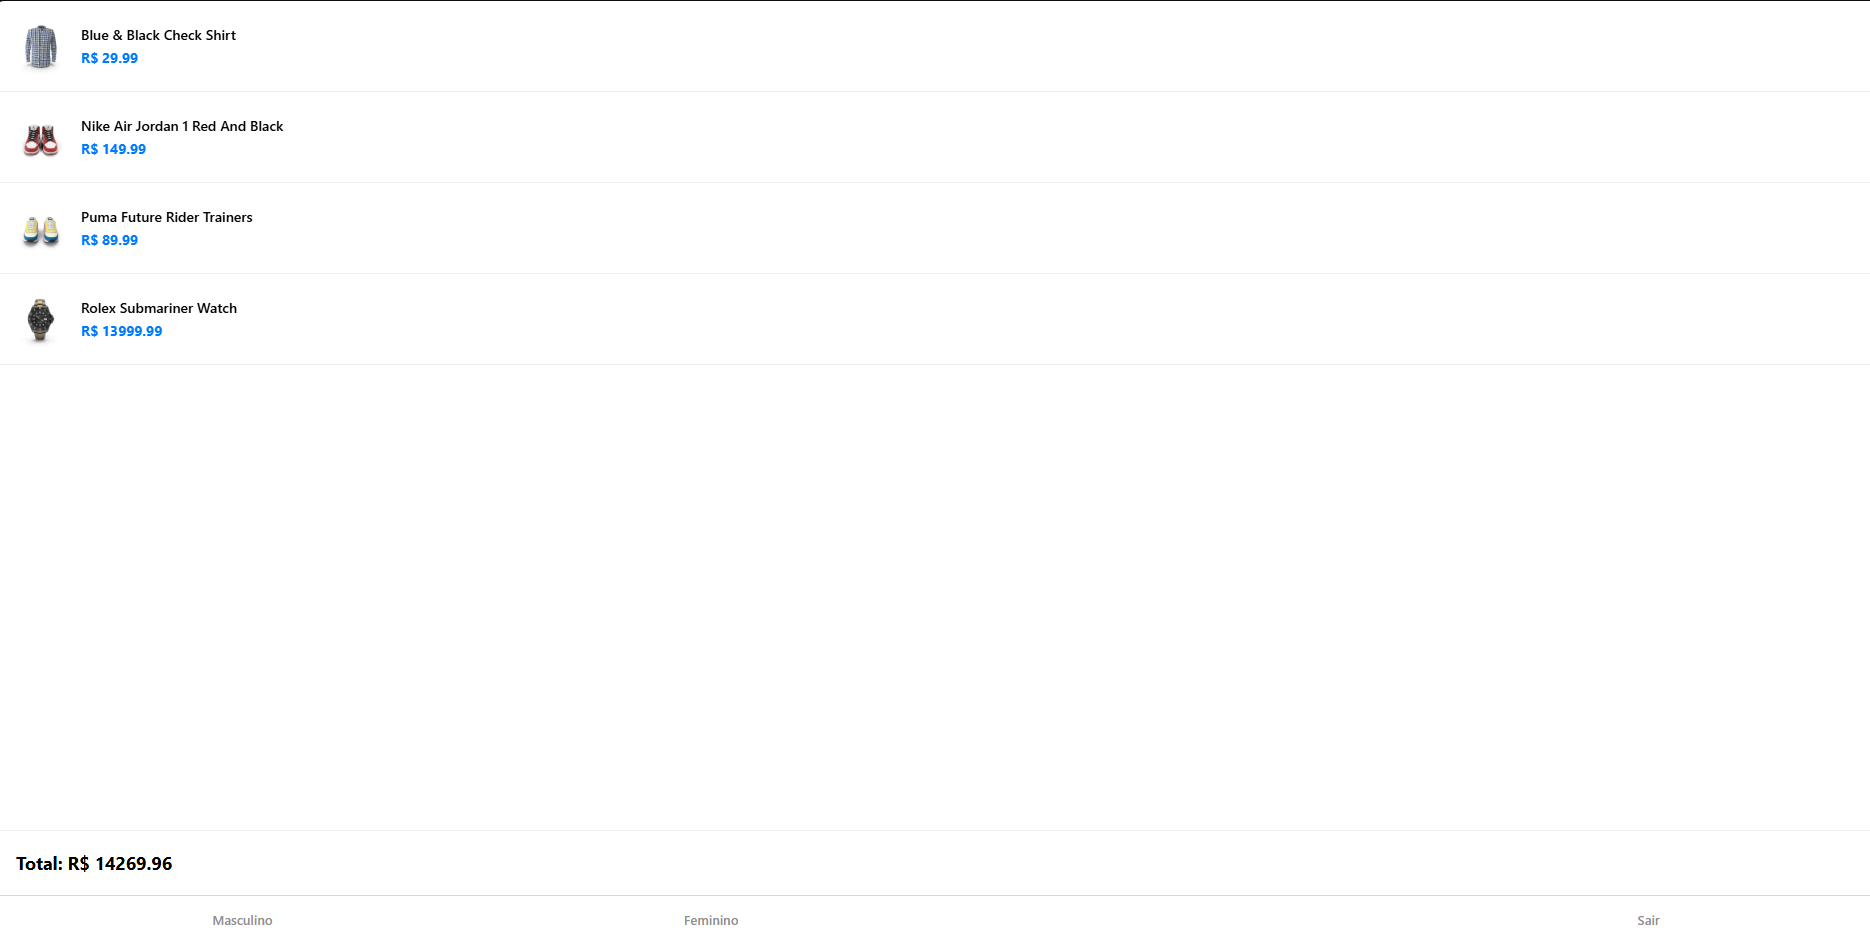 Blue & Black Check Shirt
R$ 29.99
Nike Air Jordan 1 Red And Black
R$ 149.99
Puma Future Rider Trainers
R$ 89.99
Rolex Submariner Watch
R$ 13999.99
Total: R$ 14269.96
Masculino
Feminino
Sair